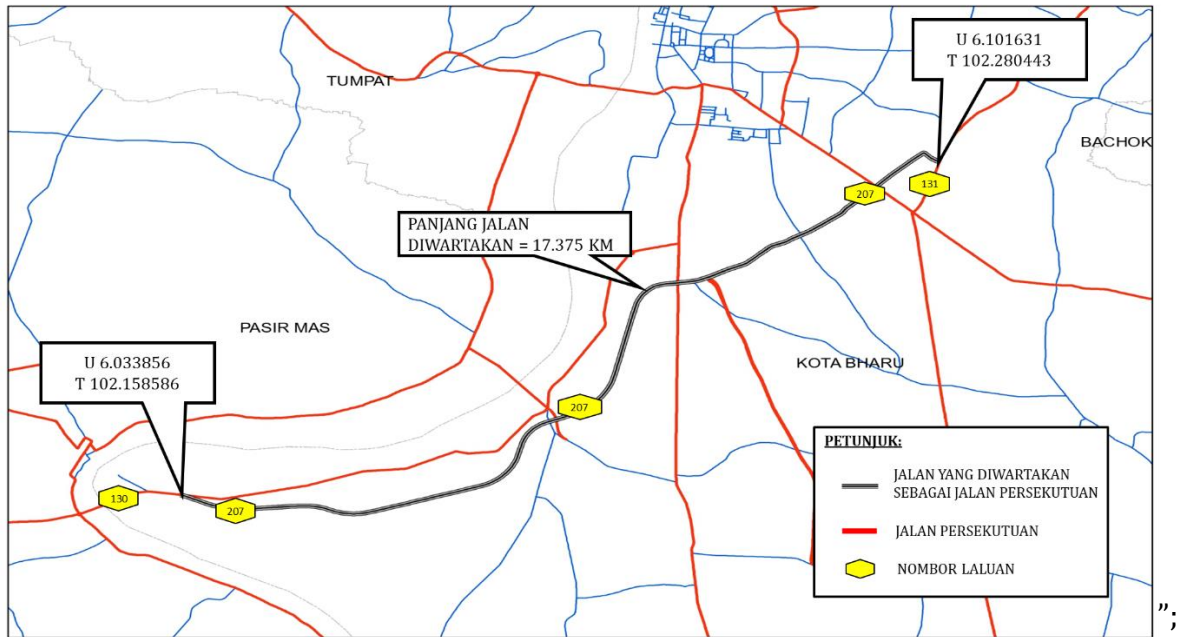 U 6.101631
T 102.280443
TUMPAT
BACHOK
131
207
PANJANG JALAN
DIWARTAKAN = 17.375 KM
PASIR MAS
U 6.033856
T 102.158586
KOTA BHARU
207
130
207
PETUNJUK:
JALAN YANG DIWARTAKAN
SEBAGAI JALAN PERSEKUTUAN
JALAN PERSEKUTUAN
NOMBOR LALUAN
”;